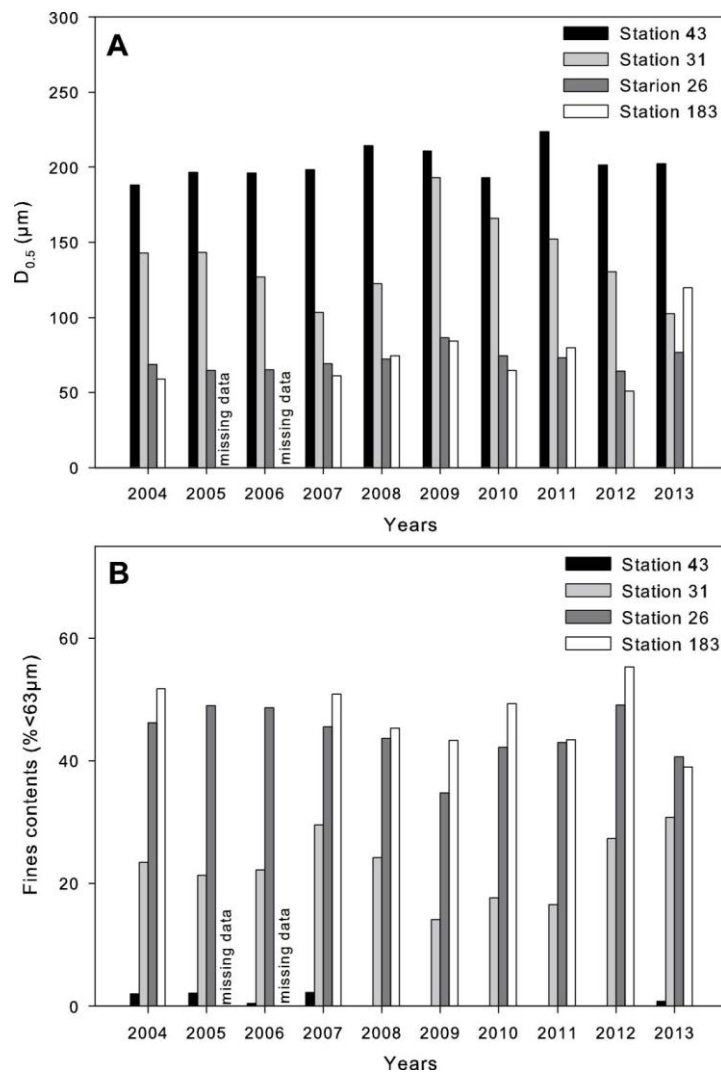 A
Station 43
Station 31
Starion 26
Station 183
300
250
200
150
100
50
0
D0.5 (µm)
missing data
missing data
2004 2005 2006 2007 2008 2009 2010 2011 2012 2013
Years
B
Station 43
Station 31
Station 26
Station 183
60
40
20
0
Fines contents (%<63µm)
missing data
missing data
2004 2005 2006 2007 2008 2009 2010 2011 2012 2013
Years